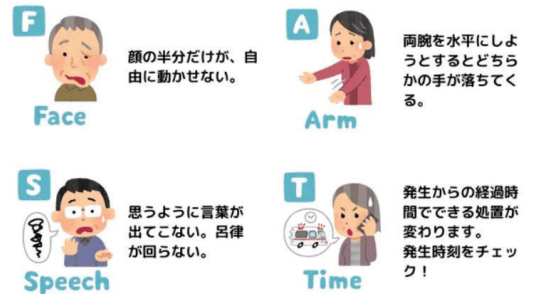 F
顔の半分だけが、自
由に動かせない。
Face
A
両腕を水平にしよ
うとするとどちら
かの手が落ちてく
る。
Arm
S
思うように言葉が
出てこない。呂律
が回らない。
Speech
T
発生からの経過時
間でできる処置が
変わります。
発生時刻をチェッ
ク！
Time